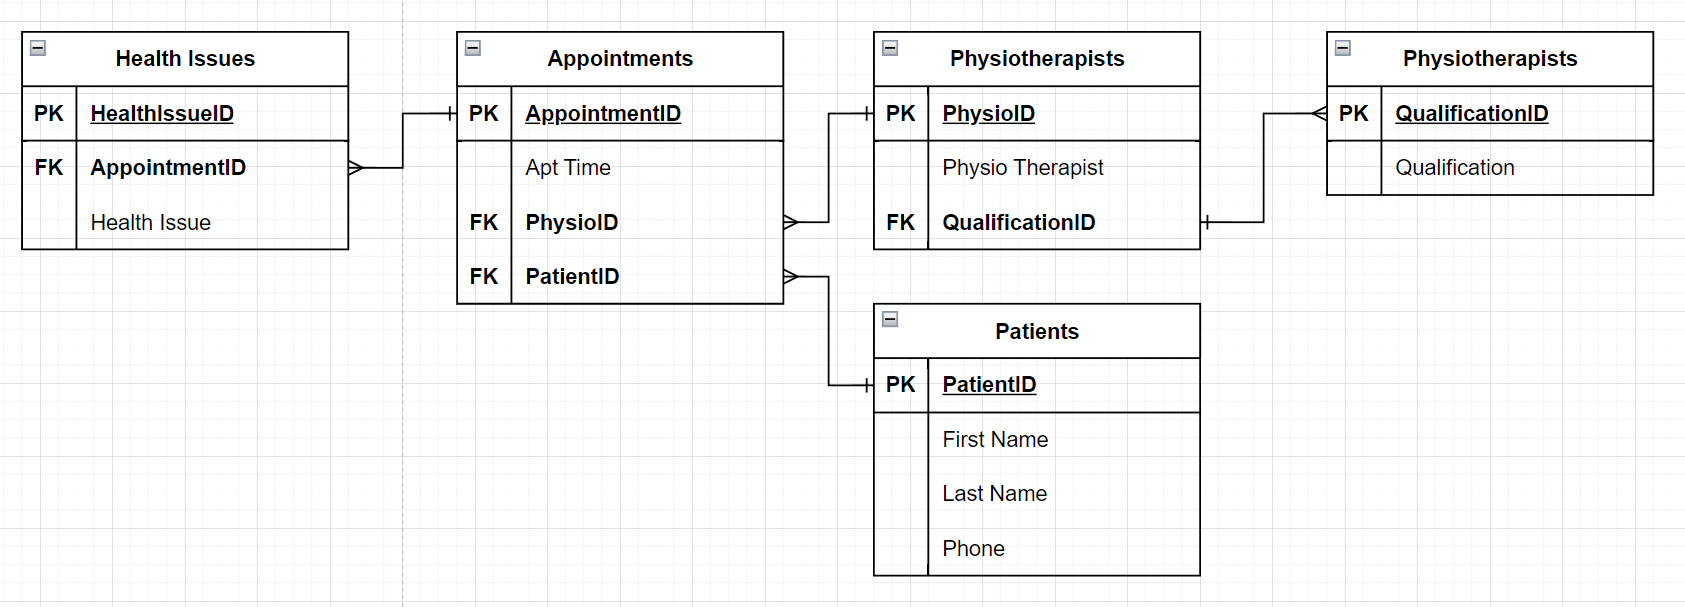 Health Issues
PK HealthIssueID
FK AppointmentID
Health Issue
Appointments
PK AppointmentID
Apt Time
FK PhysioID
FK PatientID
Physiotherapists
PK PhysioID
Physio Therapist
FK QualificationID
Physiotherapists
PK QualificationID
Qualification
Patients
PK PatientID
First Name
Last Name
Phone